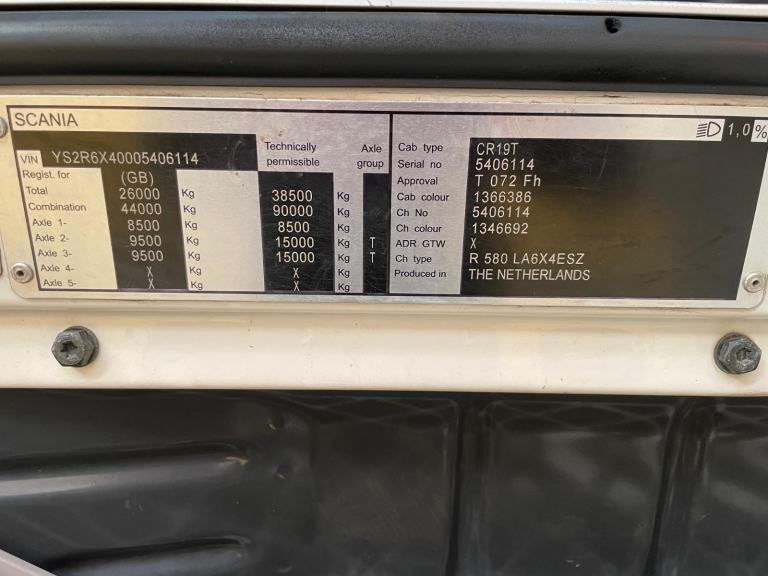 SCANIA 1,0%
VIN YS2R6X40005406114 Technically permissible Axle group
Regist. for (GB)
Total 26000 Kg 38500 Kg
Combination 44000 Kg 90000 Kg
Axle 1- 8500 Kg 8500 Kg
Axle 2- 9500 Kg 15000 Kg T
Axle 3- 9500 Kg 15000 Kg T
Axle 4- X Kg X Kg
Axle 5- X Kg X Kg
Cab type CR19T
Serial no 5406114
Approval T 072 Fh
Cab colour 1366386
Ch No 5406114
Ch colour 1346692
ADR GTW X
Ch type R 580 LA6X4ESZ
Produced in THE NETHERLANDS